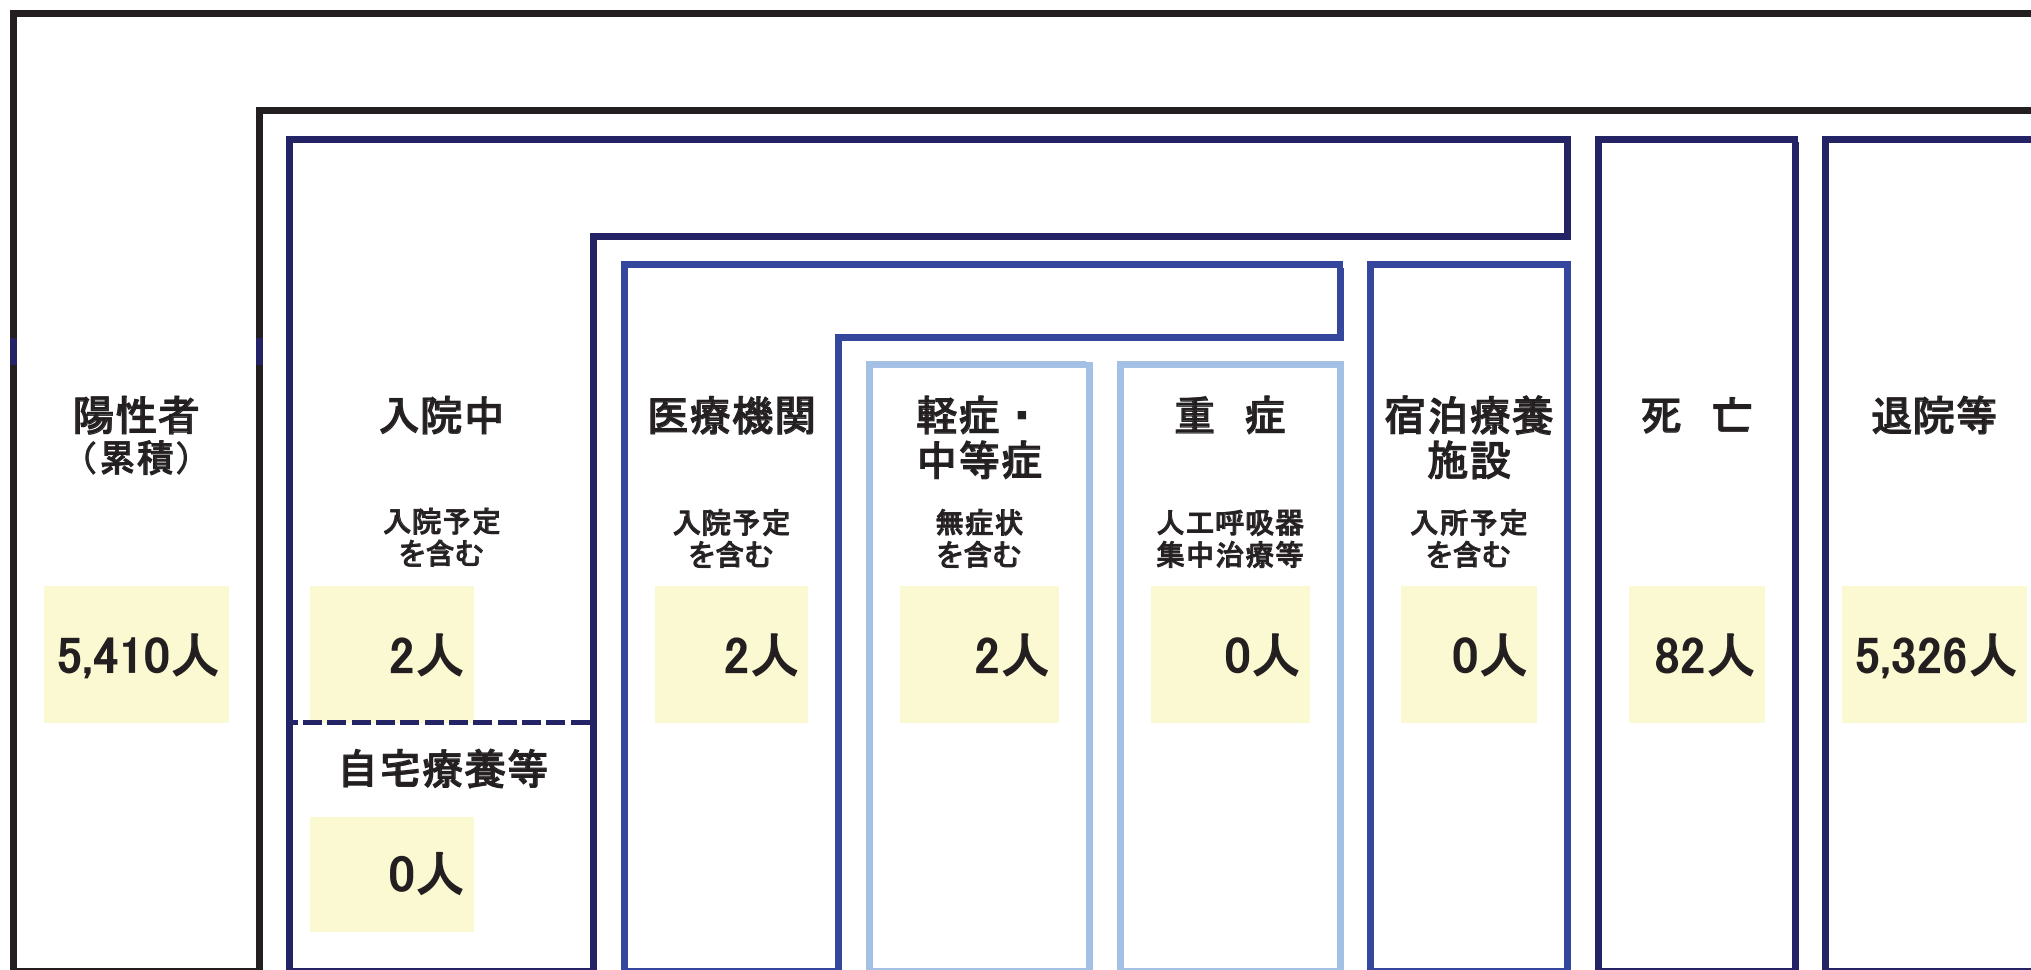 陽性者
（累積）
5,410人
入院中
入院予定
を含む
2人
自宅療養等
0人
医療機関
入院予定
を含む
2人
軽症・
中等症
無症状
を含む
2人
重 症
人工呼吸器
集中治療等
0人
宿泊療養
施設
入所予定
を含む
0人
死 亡
82人
退院等
5,326人